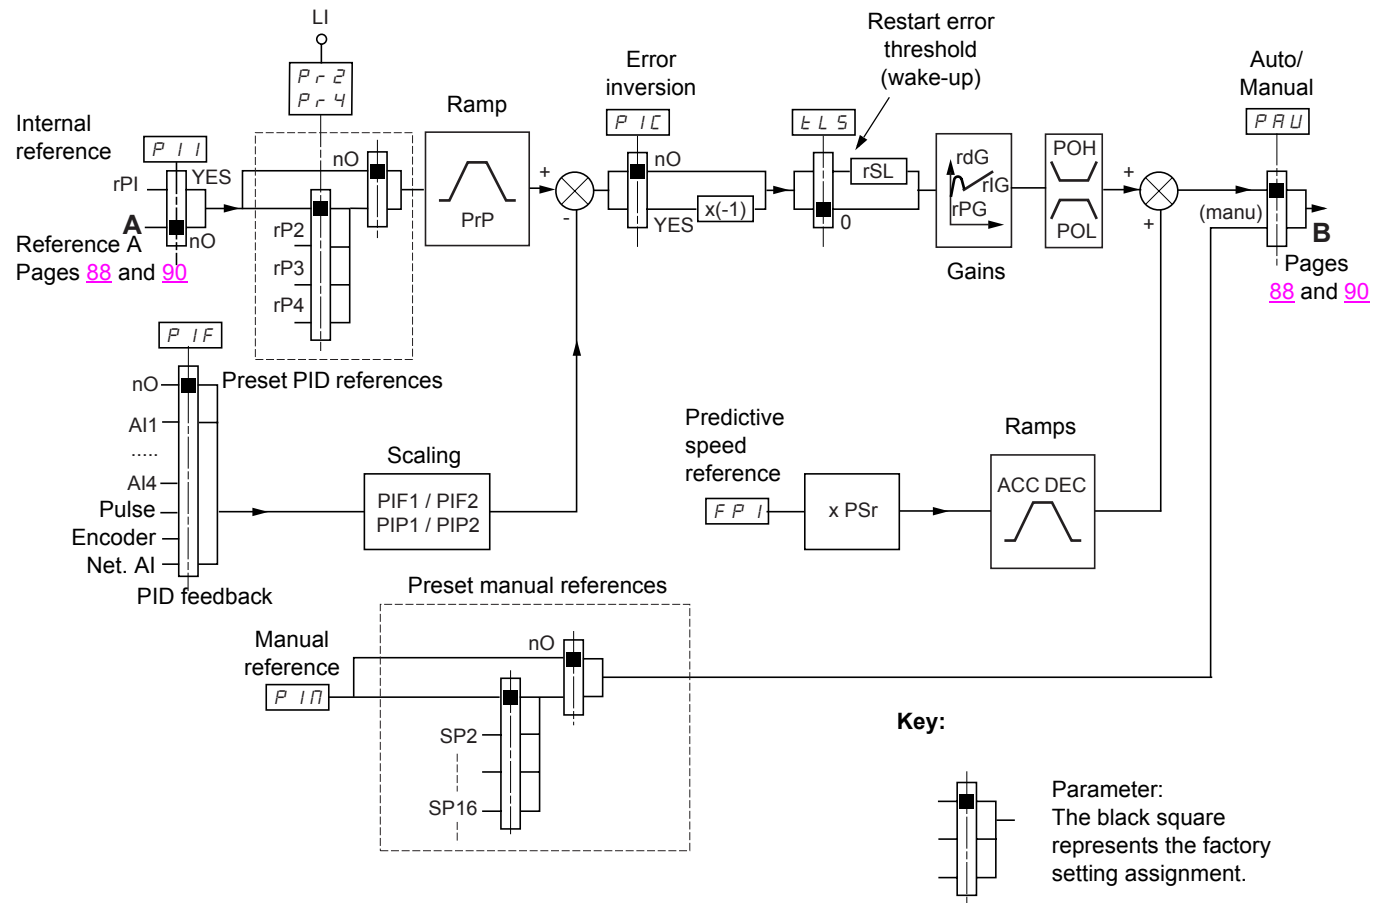 LI
Pr2
Pr4
Internal
reference
PII
YES
rPI
A
nO
Reference A
Pages 88 and 90
nO
rP2
rP3
rP4
Preset PID references
Ramp
PrP
+
-
Error
inversion
PIC
nO
YES
x(-1)
Restart error
threshold
(wake-up)
tLS
rSL
0
rdG
rIG
rPG
Gains
POH
POL
+
+
Auto/
Manual
PAU
(manu)
B
Pages
88 and 90
PIF
nO
AI1
.....
AI4
Pulse
Encoder
Net. AI
PID feedback
Scaling
PIF1 / PIF2
PIP1 / PIP2
Predictive
speed
reference
FPI
x PSr
Ramps
ACC DEC
Preset manual references
Manual
reference
PIM
nO
SP2
SP16
Key:
Parameter:
The black square
represents the factory
setting assignment.